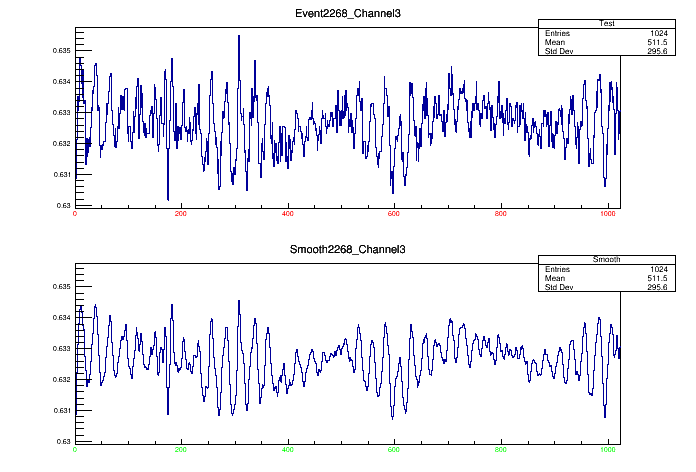 Event2268_Channel3
Test
Entries 1024
Mean 511.5
Std Dev 295.6
0.635
0.634
0.633
0.632
0.631
0.63
0 200 400 600 800 1000
Smooth2268_Channel3
Smooth
Entries 1024
Mean 511.5
Std Dev 295.6
0.635
0.634
0.633
0.632
0.631
0.63
0 200 400 600 800 1000